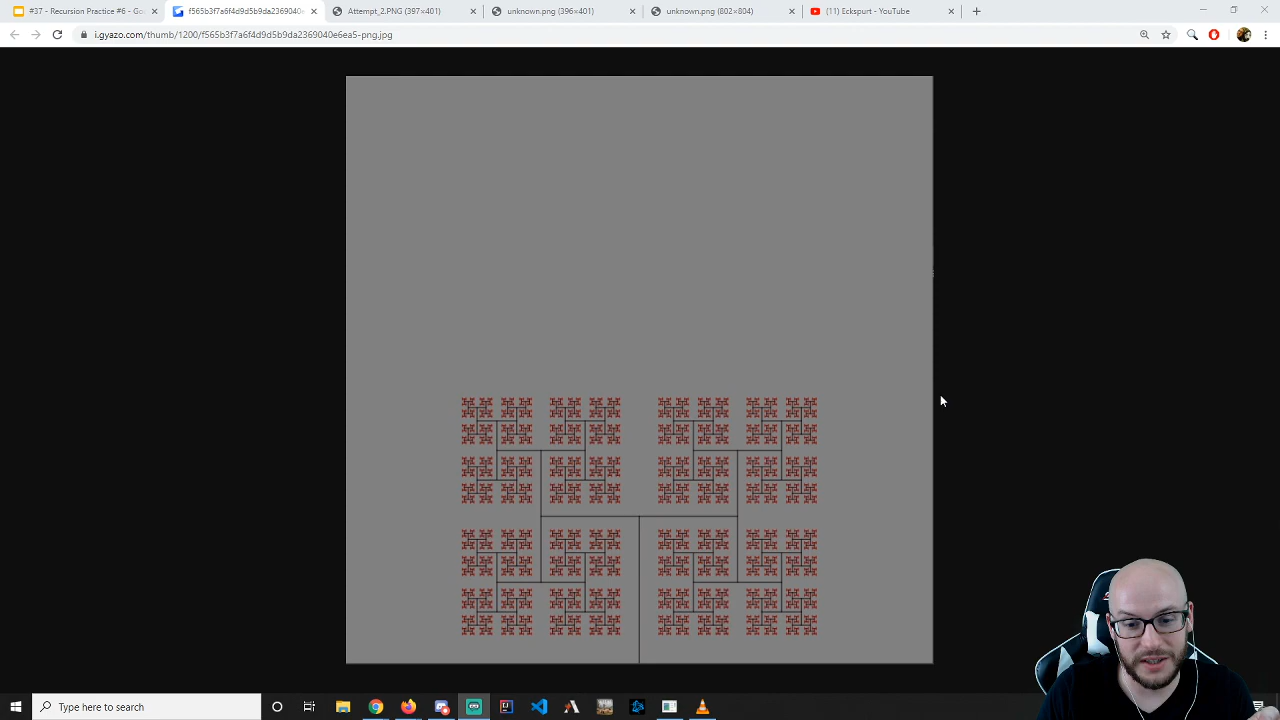 #37 - Recursion Practice #6 - Go
f565b3f7a6f4d9d5b9da2369040e
Attempt_2.PNG (397×401)
unknown.png (396×401)
unknown.png (802×804)
(11) Eckspurt - YouTube
i.gyazo.com/thumb/1200/f565b3f7a6f4d9d5b9da2369040e6ea5-png.jpg
Type here to search